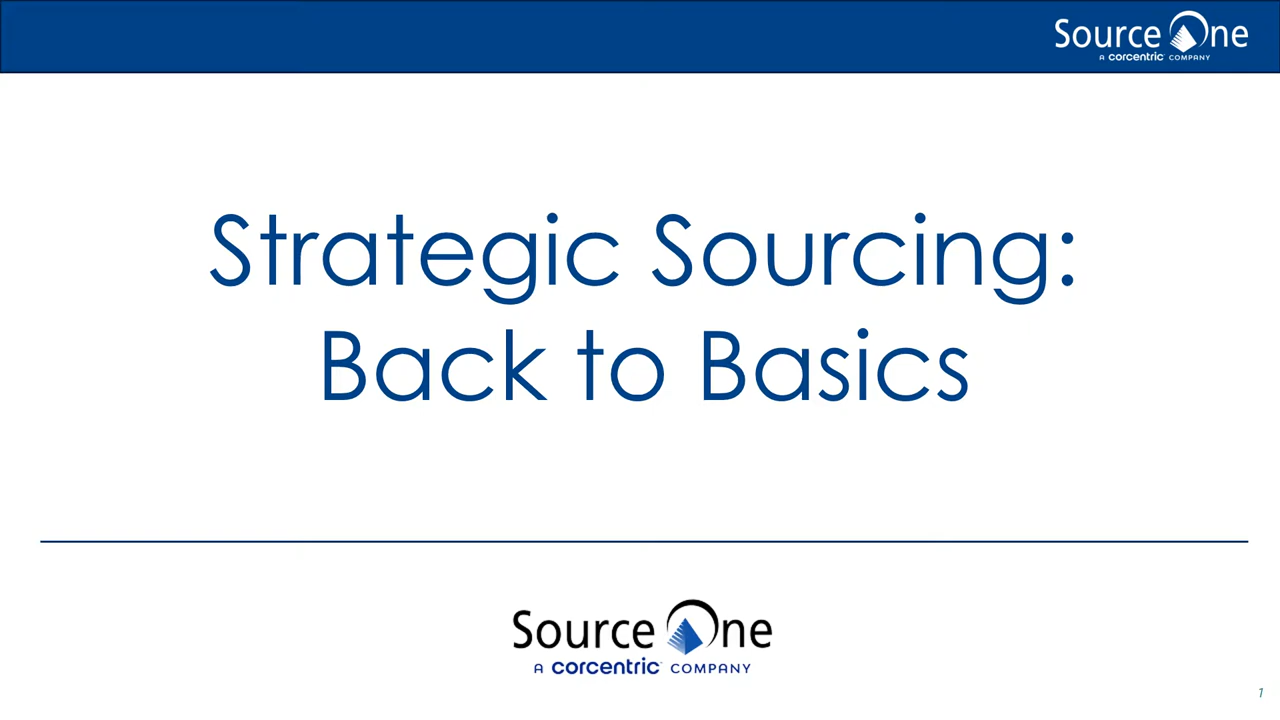 Source One
A corcentric COMPANY
Strategic Sourcing:
Back to Basics
Source One
A corcentric COMPANY
1